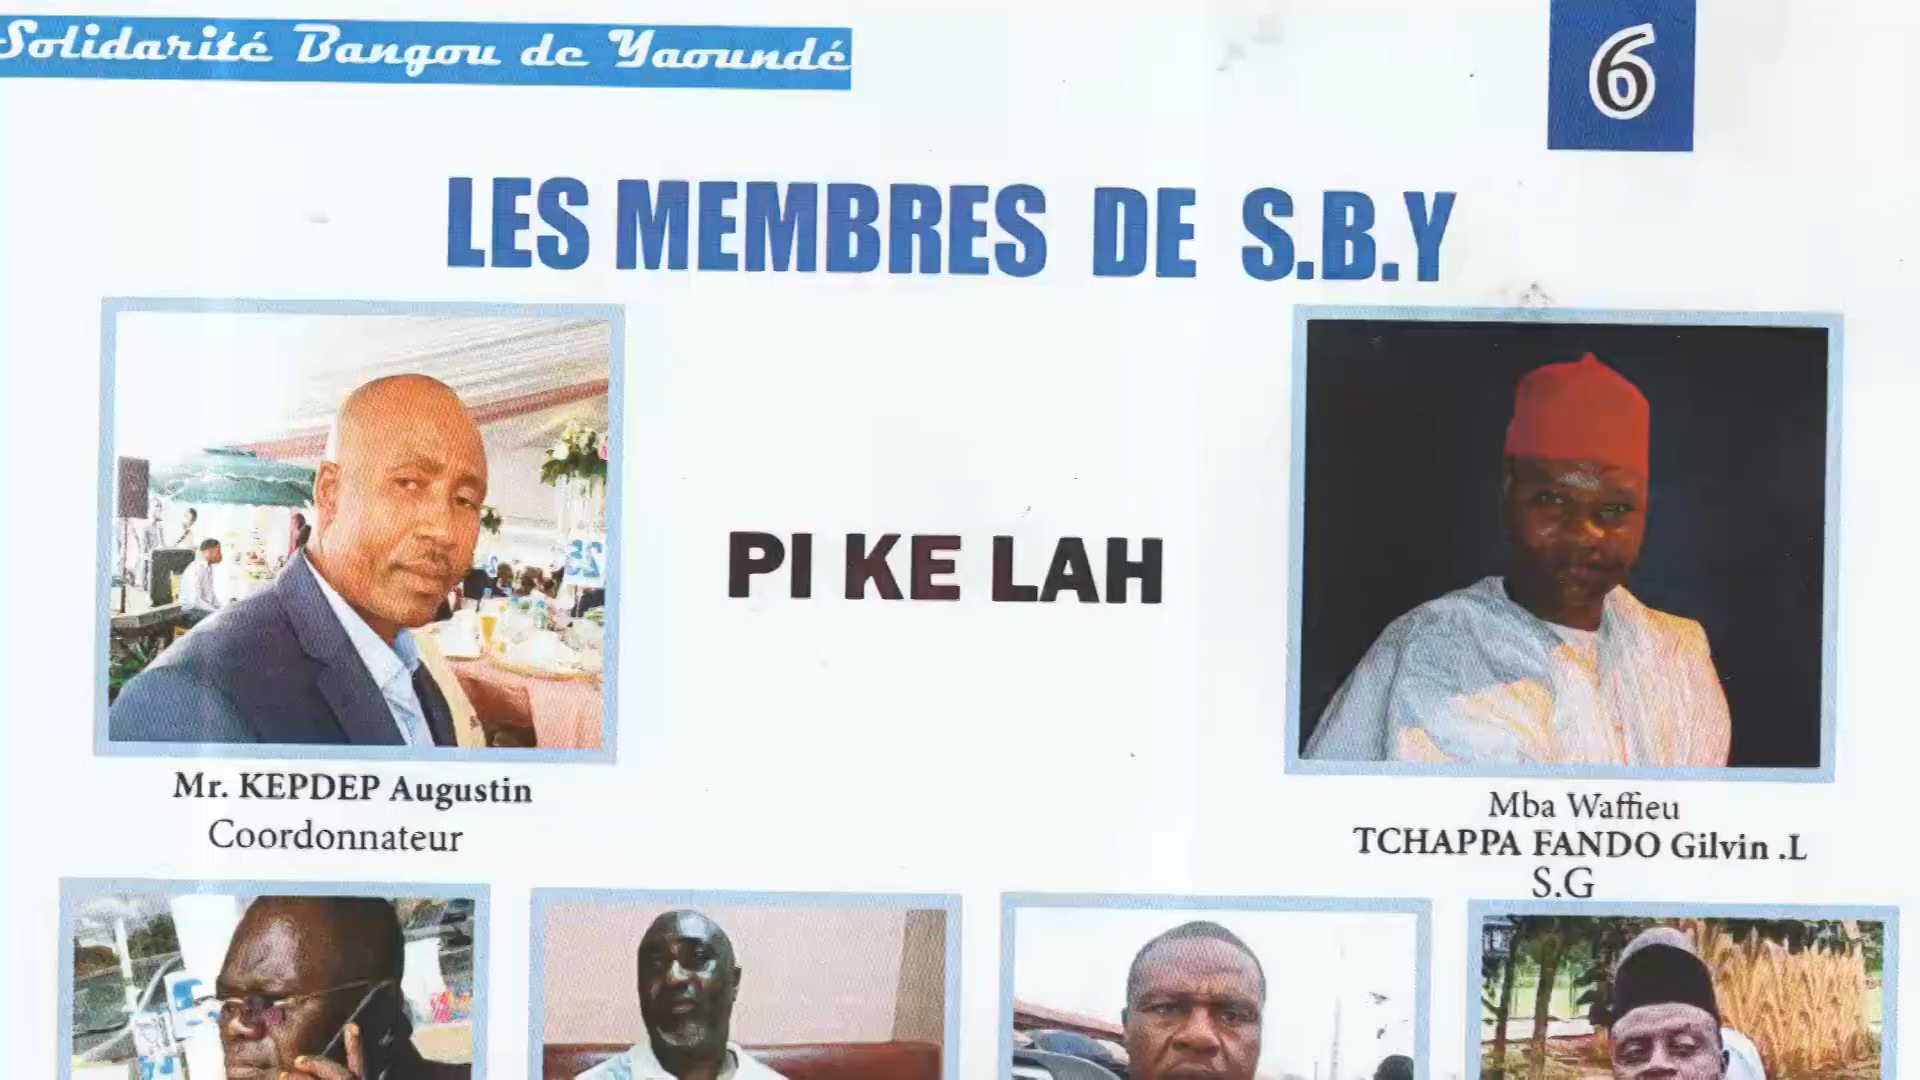 Solidarité Bangou de Yaoundé
6
LES MEMBRES DE S.B.Y
PI KE LAH
Mr. KEPDEP Augustin
Coordonnateur
Mba Waffieu
TCHAPPA FANDO Gilvin .L
S.G